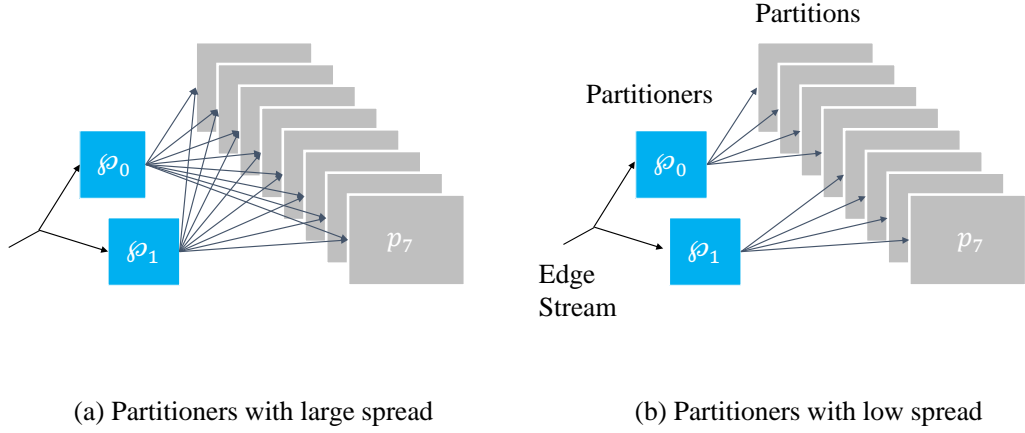 Partitions
Partitioners
℘0
℘0
℘1
p7
℘1
p7
Edge
Stream
(a) Partitioners with large spread
(b) Partitioners with low spread